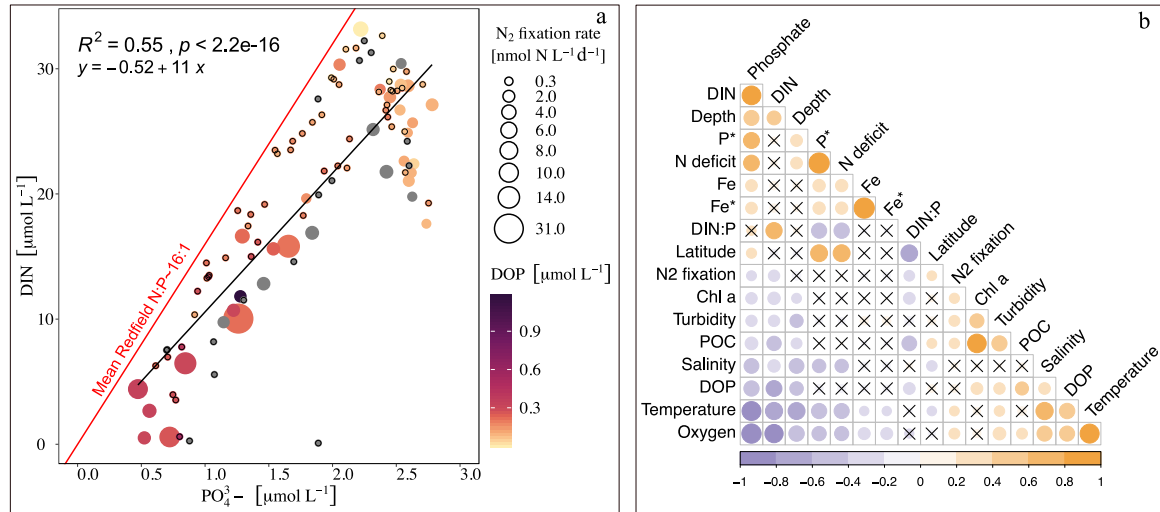 a
R² = 0.55 , p < 2.2e-16
y = −0.52 + 11 x
Mean Redfield N:P~16:1
DIN [µmol L⁻¹]
30
20
10
0
0.0 0.5 1.0 1.5 2.0 2.5 3.0
PO₄³− [µmol L⁻¹]
N₂ fixation rate
[nmol N L⁻¹d⁻¹]
0.3
2.0
4.0
6.0
8.0
10.0
14.0
31.0
DOP [µmol L⁻¹]
0.9
0.6
0.3
b
Phosphate
DIN
Depth
P*
N deficit
Fe
Fe*
DIN:P
Latitude
N2 fixation
Chl a
Turbidity
POC
Salinity
DOP
Temperature
DIN
Depth
P*
N deficit
Fe
Fe*
DIN:P
Latitude
N2 fixation
Chl a
Turbidity
POC
Salinity
DOP
Temperature
Oxygen
−1 −0.8 −0.6 −0.4 −0.2 0 0.2 0.4 0.6 0.8 1